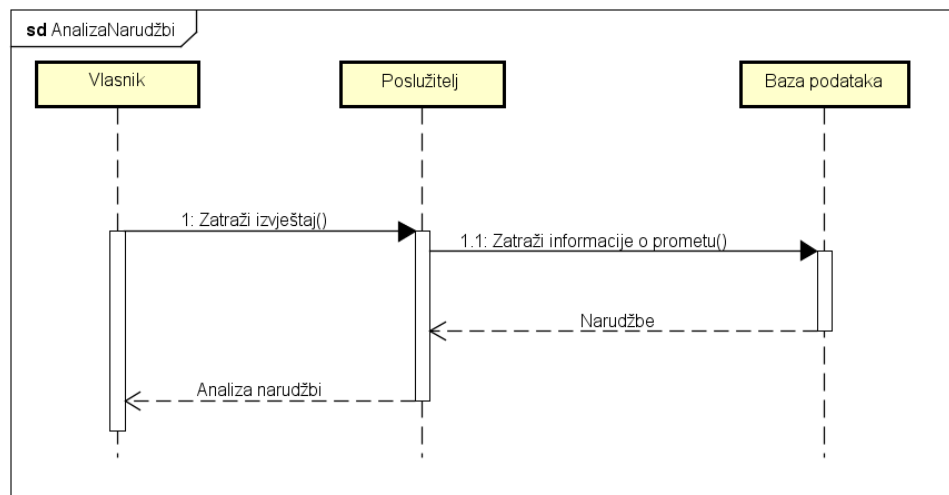 sd AnalizaNarudžbi
Vlasnik
Poslužitelj
Baza podataka
1: Zatraži izvještaj()
1.1: Zatraži informacije o prometu()
Narudžbe
Analiza narudžbi